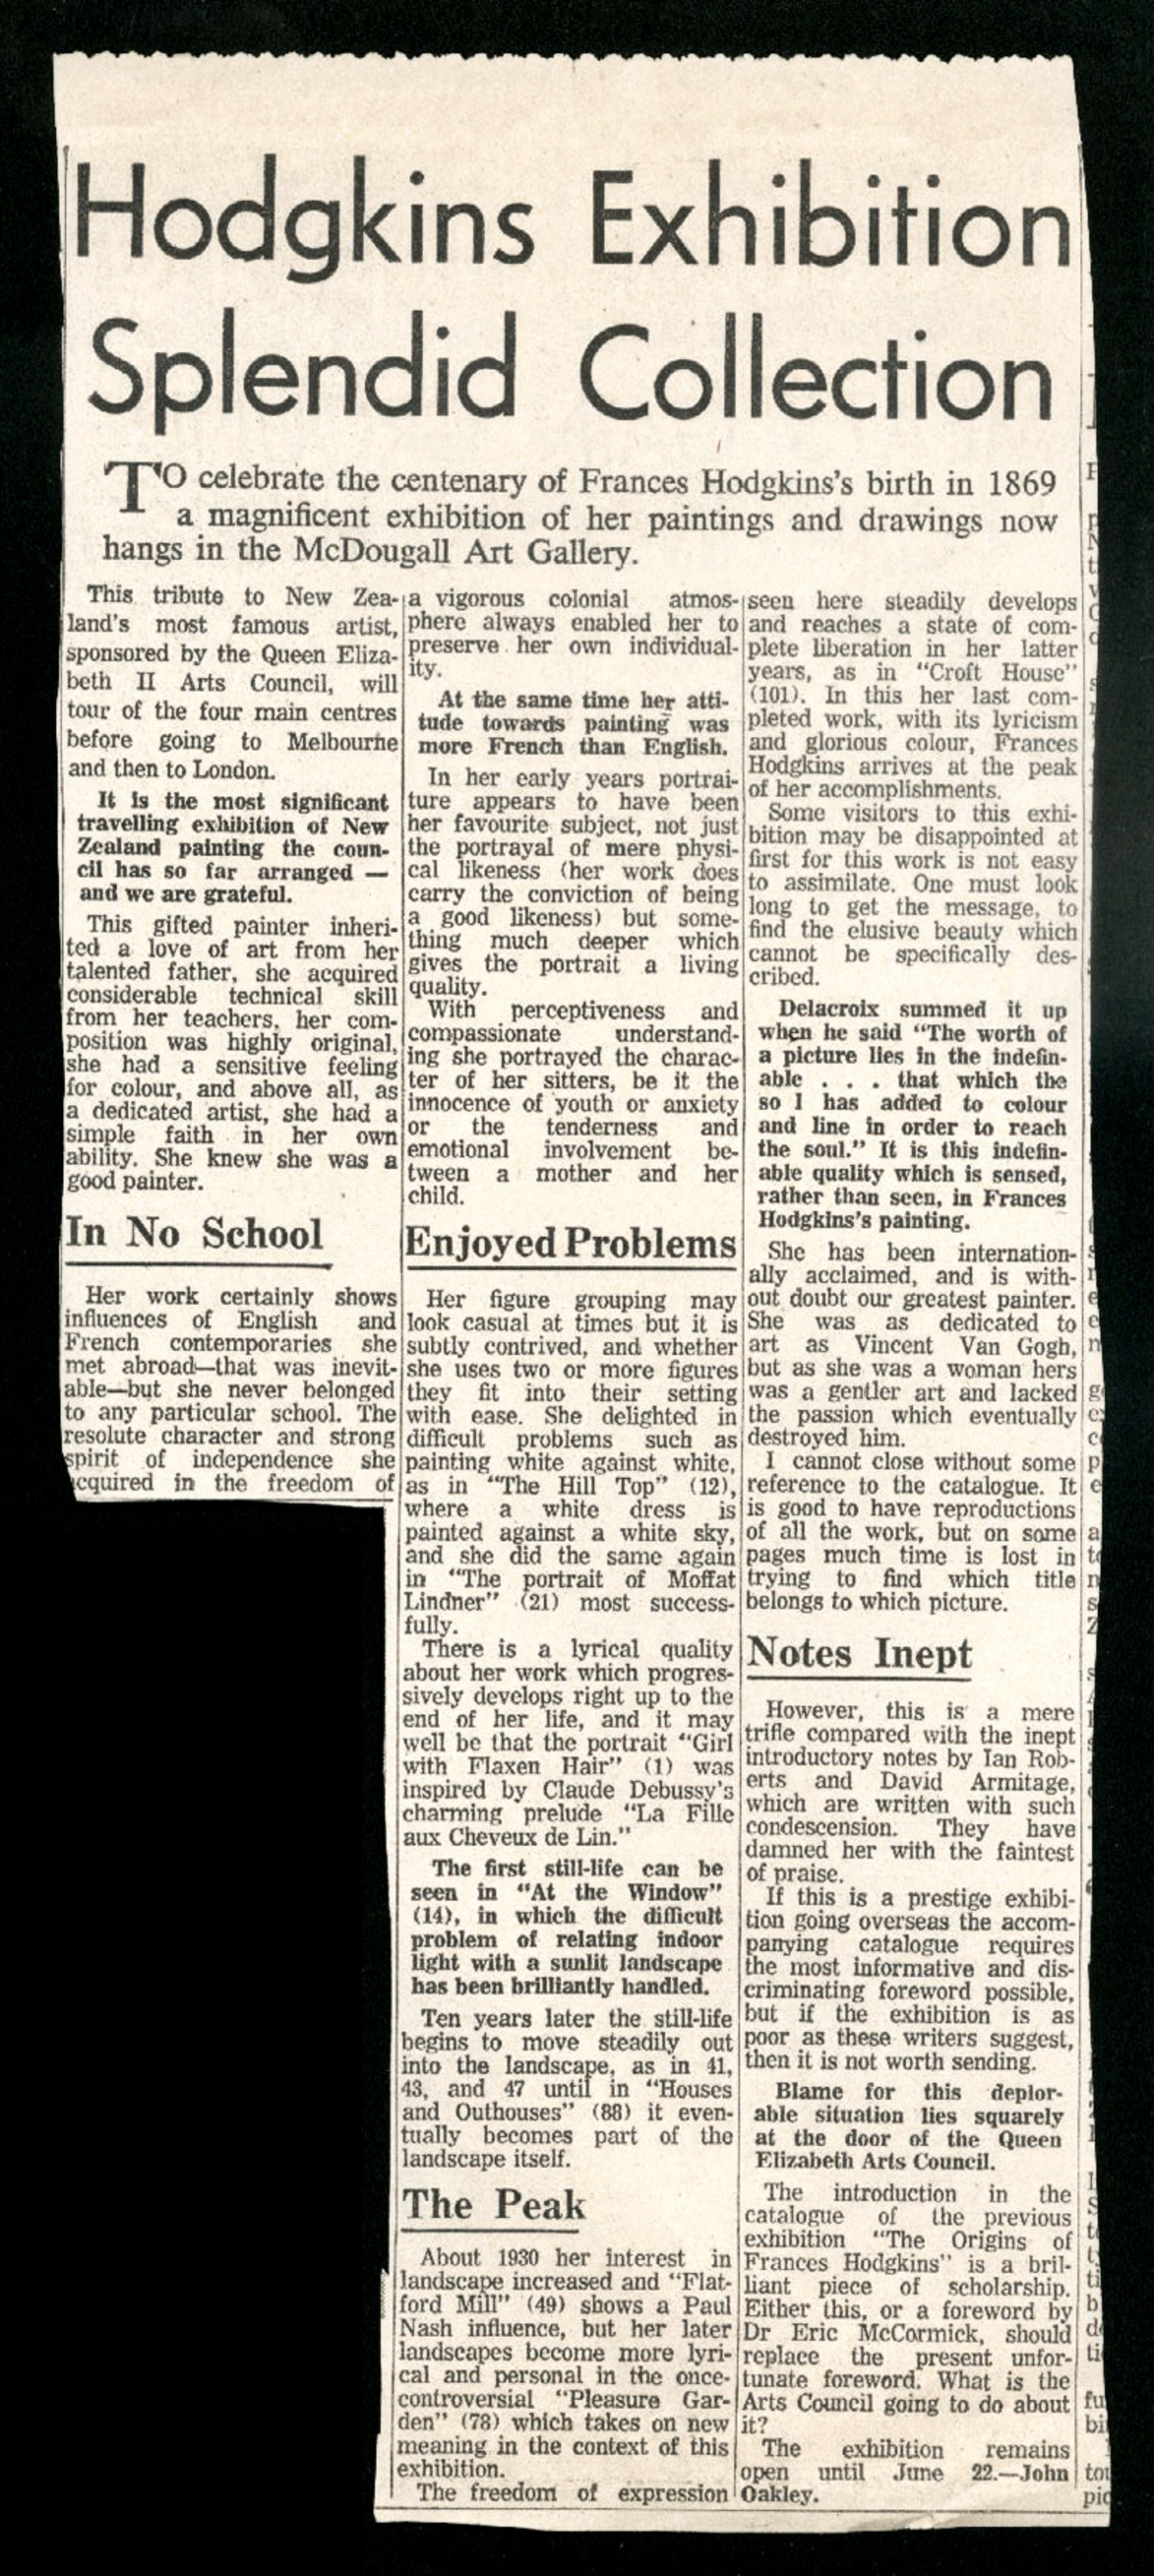 Hodgkins Exhibition
Splendid Collection
TO celebrate the centenary of Frances Hodgkins's birth in 1869
a magnificent exhibition of her paintings and drawings now
hangs in the McDougall Art Gallery.
This tribute to New Zea-
land's most famous artist,
sponsored by the Queen Eliza-
beth II Arts Council, will
tour of the four main centres
before going to Melbourne
and then to London.
It is the most significant
travelling exhibition of New
Zealand painting the coun-
cil has so far arranged —
and we are grateful.
This gifted painter inheri-
ted a love of art from her
talented father, she acquired
considerable technical skill
from her teachers, her com-
position was highly original,
she had a sensitive feeling
for colour, and above all, as
a dedicated artist, she had a
simple faith in her own
ability. She knew she was a
good painter.
In No School
Her work certainly shows
influences of English and
French contemporaries she
met abroad—that was inevit-
able—but she never belonged
to any particular school. The
resolute character and strong
spirit of independence she
cquired in the freedom of
a vigorous colonial atmos-
phere always enabled her to
preserve her own individual-
ity.
At the same time her atti-
tude towards painting was
more French than English.
In her early years portrai-
ture appears to have been
her favourite subject, not just
the portrayal of mere physi-
cal likeness (her work does
carry the conviction of being
a good likeness) but some-
thing much deeper which
gives the portrait a living
quality.
With perceptiveness and
compassionate understand-
ing she portrayed the charac-
ter of her sitters, be it the
innocence of youth or anxiety
or the tenderness and
emotional involvement be-
tween a mother and her
child.
Enjoyed Problems
Her figure grouping may
look casual at times but it is
subtly contrived, and whether
she uses two or more figures
they fit into their setting
with ease. She delighted in
difficult problems such as
painting white against white,
as in "The Hill Top" (12),
where a white dress is
painted against a white sky,
and she did the same again
in "The portrait of Moffat
Lindner" (21) most success-
fully.
There is a lyrical quality
about her work which progres-
sively develops right up to the
end of her life, and it may
well be that the portrait "Girl
with Flaxen Hair" (1) was
inspired by Claude Debussy's
charming prelude "La Fille
aux Cheveux de Lin."
The first still-life can be
seen in "At the Window"
(14), in which the difficult
problem of relating indoor
light with a sunlit landscape
has been brilliantly handled.
Ten years later the still-life
begins to move steadily out
into the landscape, as in 41,
43, and 47 until in "Houses
and Outhouses" (88) it even-
tually becomes part of the
landscape itself.
The Peak
About 1930 her interest in
landscape increased and "Flat-
ford Mill" (49) shows a Paul
Nash influence, but her later
landscapes become more lyri-
cal and personal in the once-
controversial "Pleasure Gar-
den" (78) which takes on new
meaning in the context of this
exhibition.
The freedom of expression
seen here steadily develops
and reaches a state of com-
plete liberation in her latter
years, as in "Croft House"
(101). In this her last com-
pleted work, with its lyricism
and glorious colour, Frances
Hodgkins arrives at the peak
of her accomplishments.
Some visitors to this exhi-
bition may be disappointed at
first for this work is not easy
to assimilate. One must look
long to get the message, to
find the elusive beauty which
cannot be specifically des-
cribed.
Delacroix summed it up
when he said "The worth of
a picture lies in the indefin-
able . . . that which the
so l has added to colour
and line in order to reach
the soul." It is this indefin-
able quality which is sensed,
rather than seen, in Frances
Hodgkins's painting.
She has been internation-
ally acclaimed, and is with-
out doubt our greatest painter.
She was as dedicated to
art as Vincent Van Gogh,
but as she was a woman hers
was a gentler art and lacked
the passion which eventually
destroyed him.
I cannot close without some
reference to the catalogue. It
is good to have reproductions
of all the work, but on some
pages much time is lost in
trying to find which title
belongs to which picture.
Notes Inept
However, this is a mere
trifle compared with the inept
introductory notes by Ian Rob-
erts and David Armitage,
which are written with such
condescension. They have
damned her with the faintest
of praise.
If this is a prestige exhibi-
tion going overseas the accom-
panying catalogue requires
the most informative and dis-
criminating foreword possible,
but if the exhibition is as
poor as these writers suggest,
then it is not worth sending.
Blame for this deplor-
able situation lies squarely
at the door of the Queen
Elizabeth Arts Council.
The introduction in the
catalogue of the previous
exhibition "The Origins of
Frances Hodgkins" is a bril-
liant piece of scholarship.
Either this, or a foreword by
Dr Eric McCormick, should
replace the present unfor-
tunate foreword. What is the
Arts Council going to do about
it?
The exhibition remains
open until June 22.—John
Oakley.